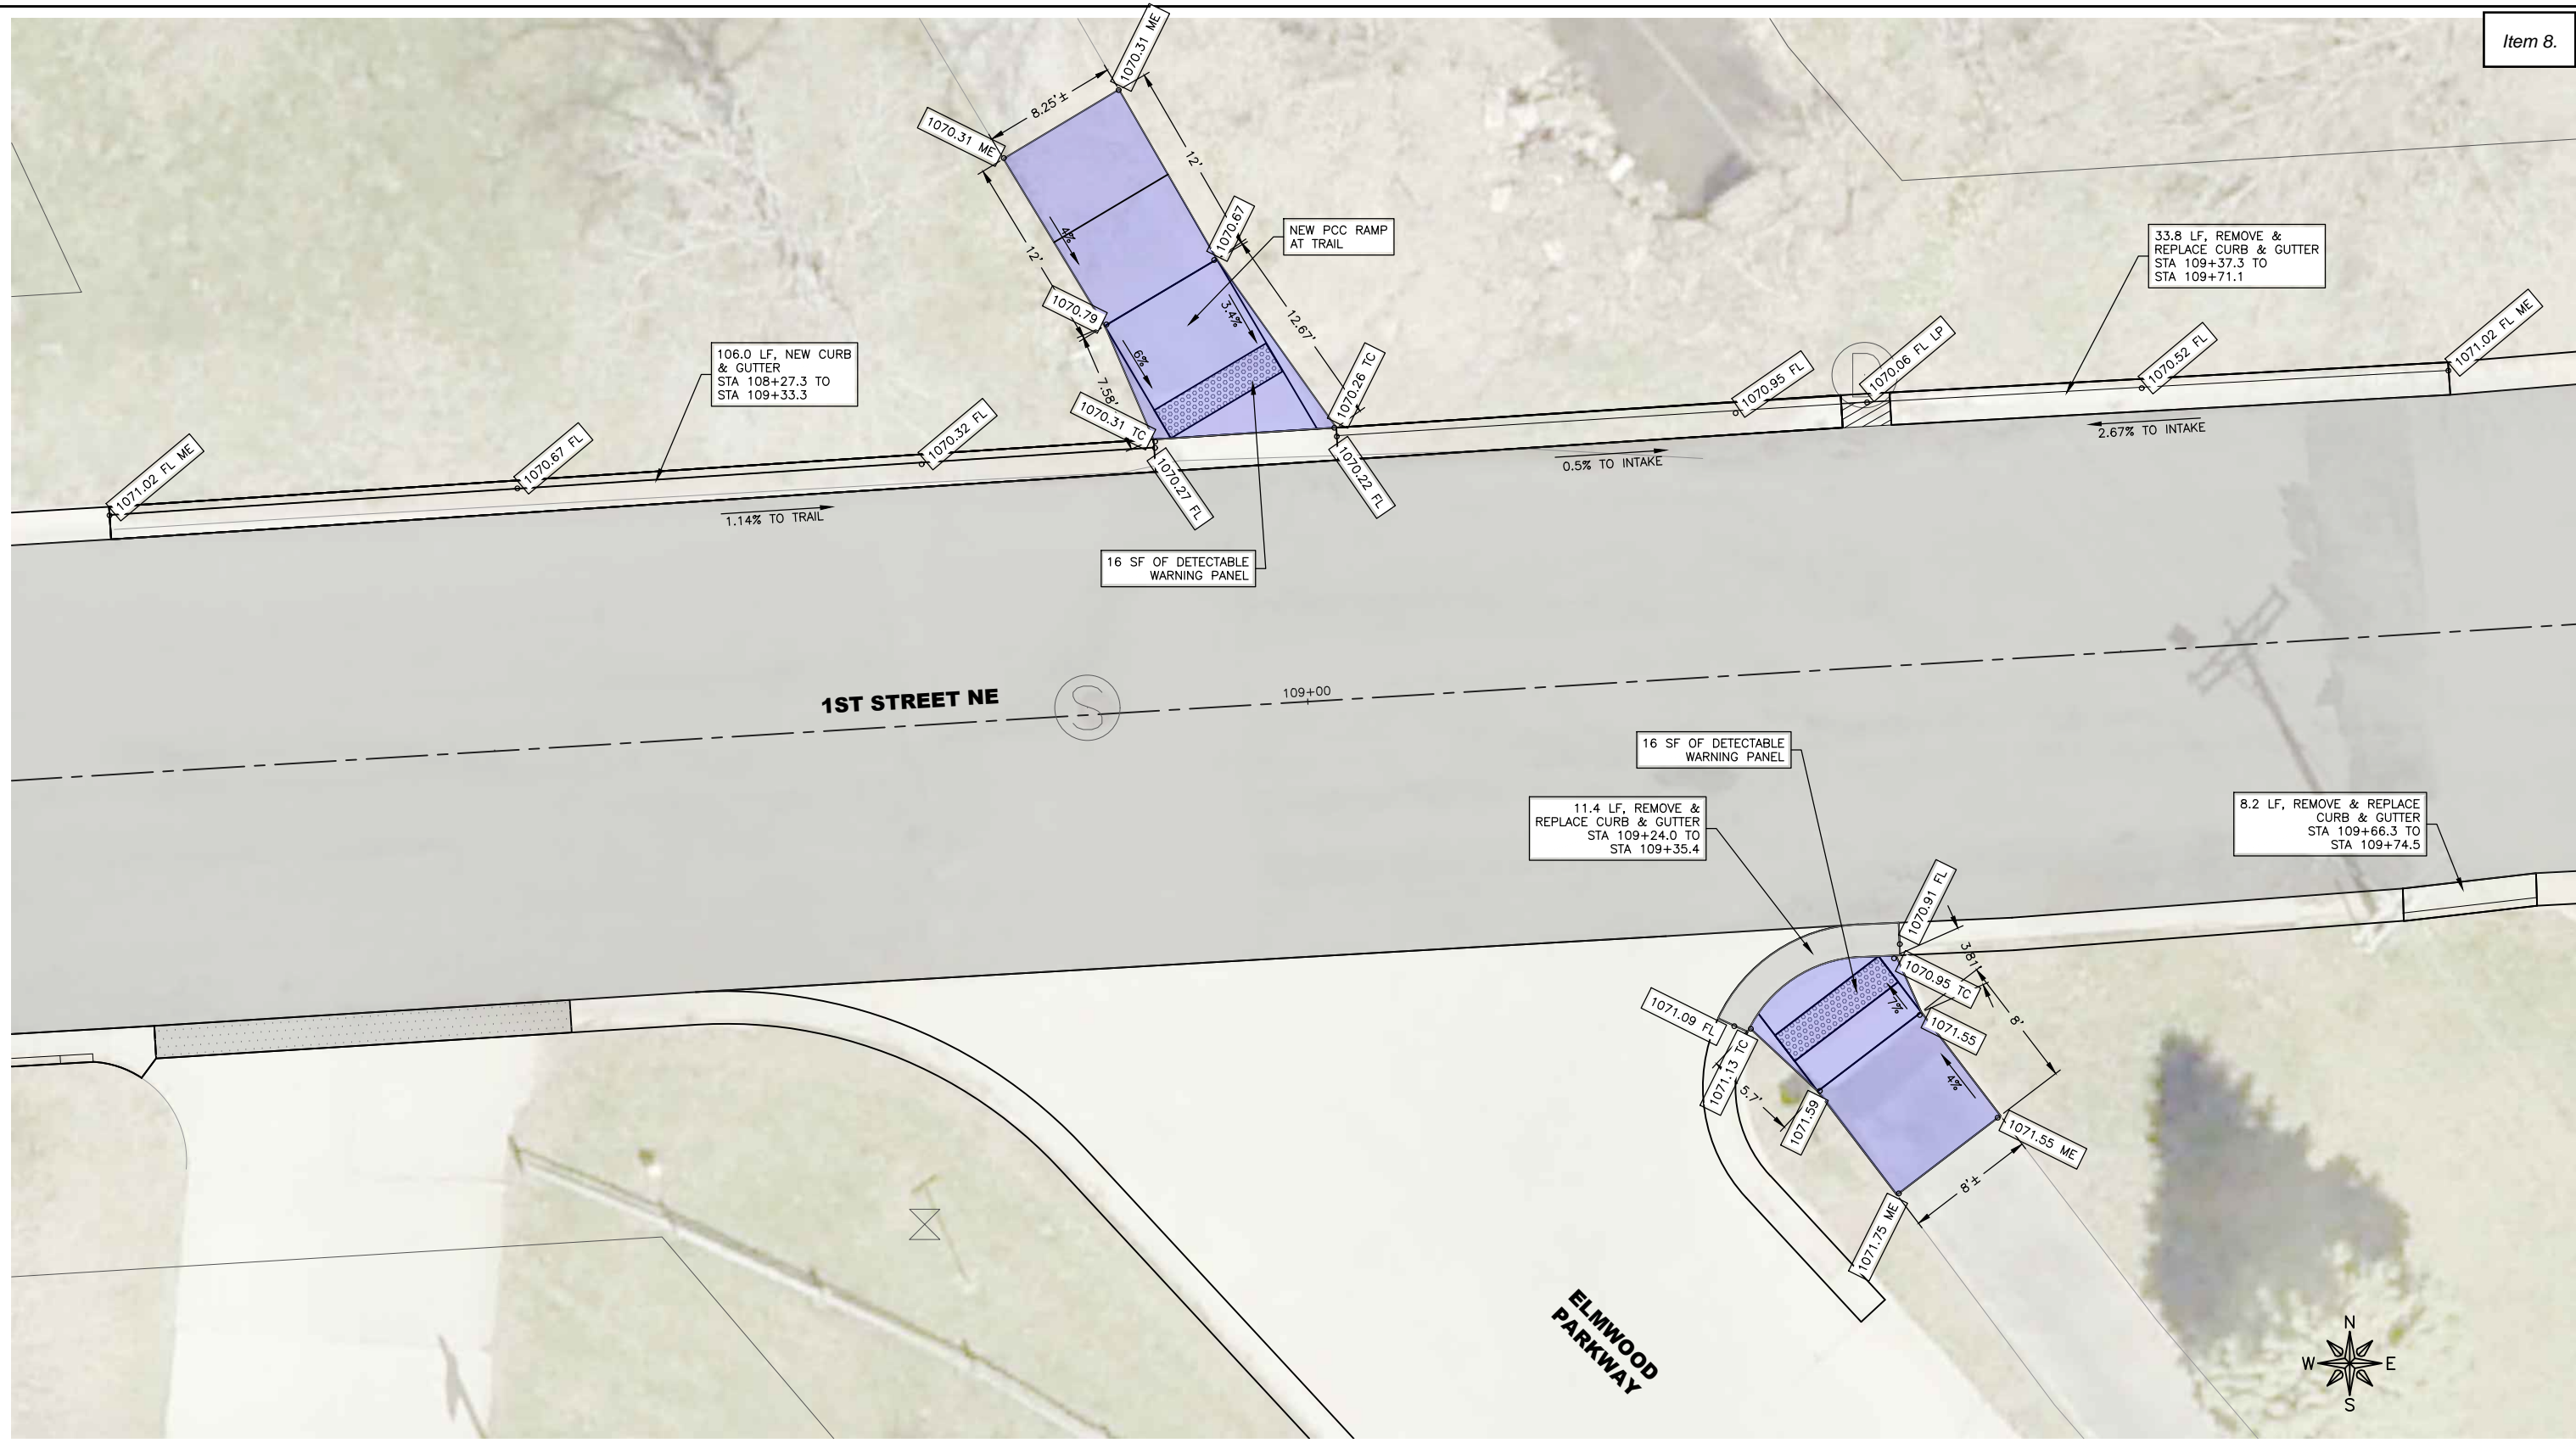 Item 8.
1070.31 ME
8.25'±
1070.31 ME
12'
1070.67
NEW PCC RAMP
AT TRAIL
33.8 LF, REMOVE &
REPLACE CURB & GUTTER
STA 109+37.3 TO
STA 109+71.1
4%
12'
1070.79
3.4%
12.67'
6%
7.58'
106.0 LF, NEW CURB
& GUTTER
STA 108+27.3 TO
STA 109+33.3
1070.31 TC
1070.26 TC
1070.95 FL
D
1070.06 FL LP
1070.52 FL
1071.02 FL ME
1071.02 FL ME
1070.67 FL
1070.32 FL
1070.27 FL
1070.22 FL
1.14% TO TRAIL
0.5% TO INTAKE
2.67% TO INTAKE
16 SF OF DETECTABLE
WARNING PANEL
1ST STREET NE
S
109+00
16 SF OF DETECTABLE
WARNING PANEL
11.4 LF, REMOVE &
REPLACE CURB & GUTTER
STA 109+24.0 TO
STA 109+35.4
8.2 LF, REMOVE & REPLACE
CURB & GUTTER
STA 109+66.3 TO
STA 109+74.5
1070.91 FL
3.81'
1070.95 TC
7%
8'
1071.09 FL
1071.55
1071.13 TC
5.7'
1071.59
4%
1071.55 ME
8'±
1071.75 ME
ELMWOOD
PARKWAY
N
W
E
S